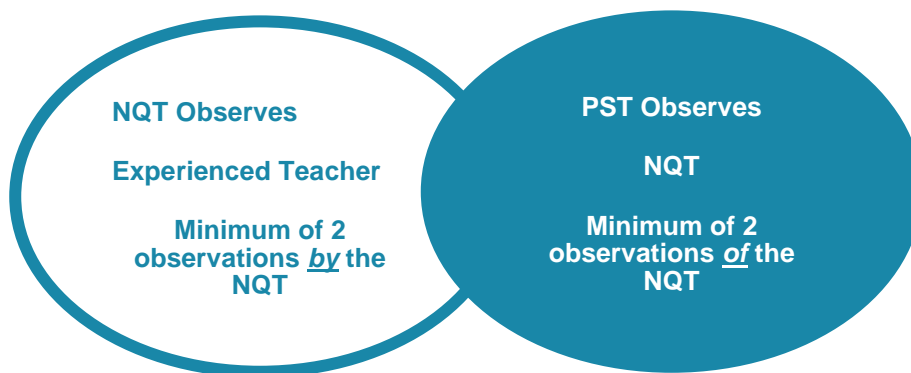 NQT Observes
Experienced Teacher
Minimum of 2
observations by the
NQT
PST Observes
NQT
Minimum of 2
observations of the
NQT